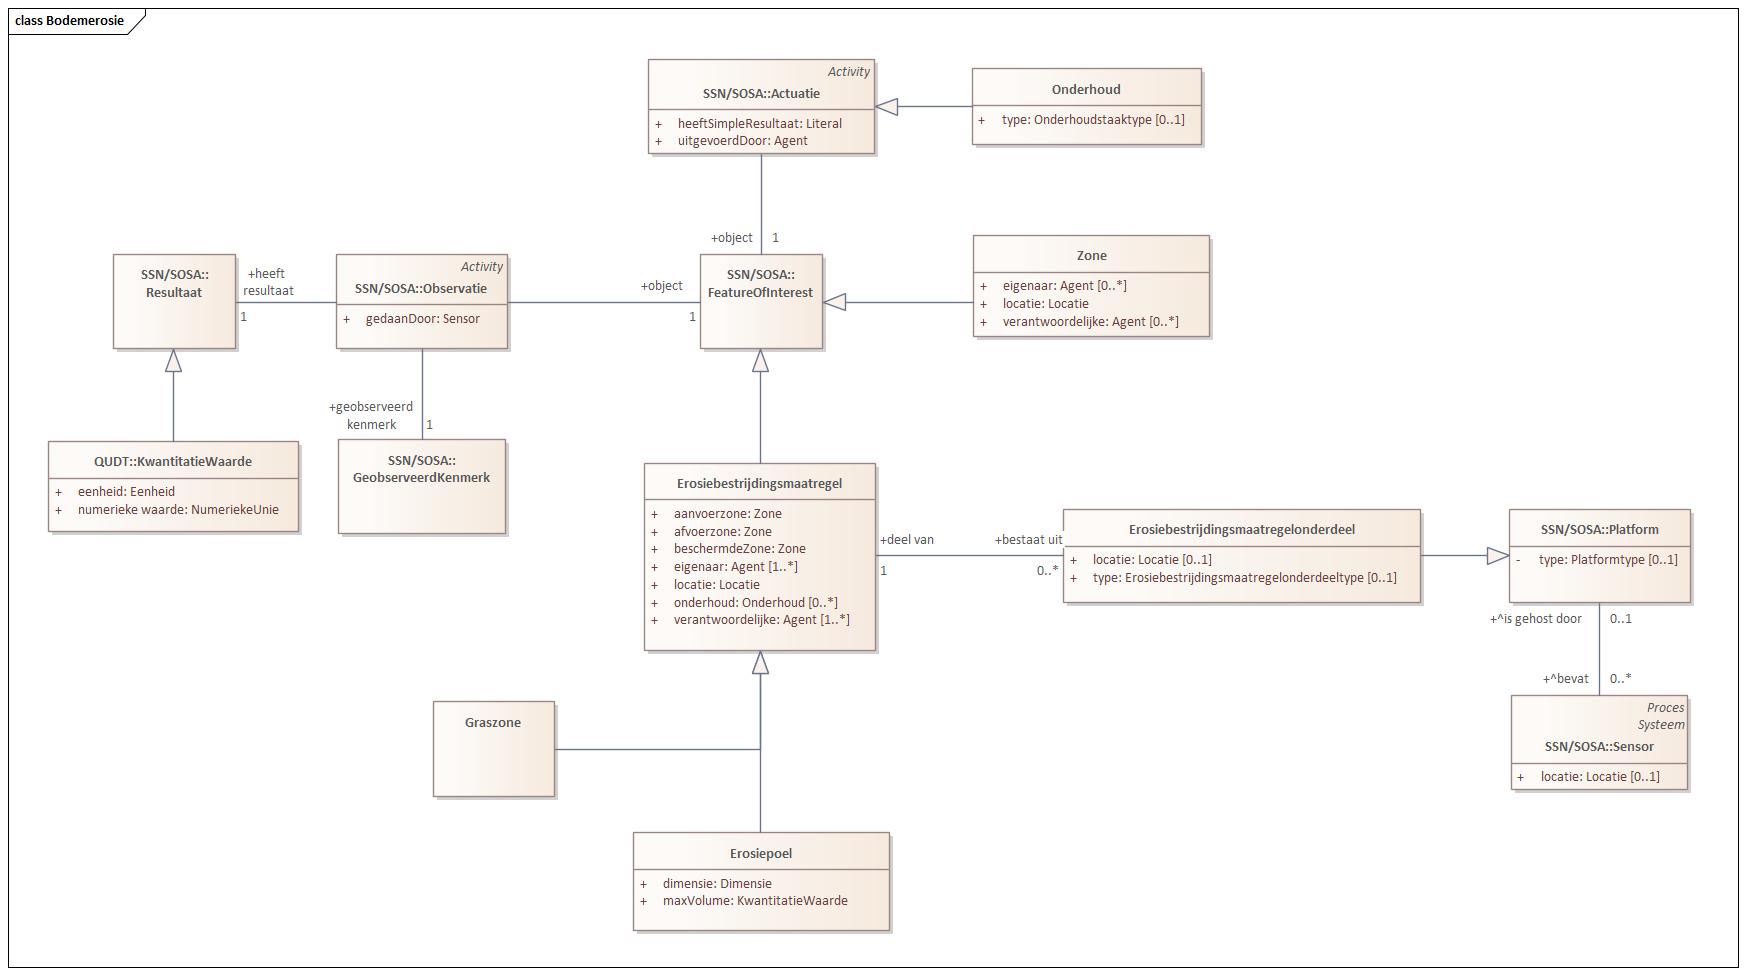 class Bodemerosie
Activity
SSN/SOSA::Actuatie
+ heeftSimpleResultaat: Literal
+ uitgevoerdDoor: Agent
Onderhoud
+ type: Onderhoudstaaktype [0..1]
+object 1
SSN/SOSA::
Resultaat
+heeft
resultaat
1
Activity
SSN/SOSA::Observatie
+ gedaanDoor: Sensor
+object
1
SSN/SOSA::
FeatureOfInterest
Zone
+ eigenaar: Agent [0..*]
+ locatie: Locatie
+ verantwoordelijke: Agent [0..*]
+geobserveerd
kenmerk 1
QUDT::KwantitatieWaarde
+ eenheid: Eenheid
+ numerieke waarde: NumeriekeUnie
SSN/SOSA::
GeobserveerdKenmerk
Erosiebestrijdingsmaatregel
+ aanvoerzone: Zone
+ afvoerzone: Zone
+ beschermdeZone: Zone
+ eigenaar: Agent [1..*]
+ locatie: Locatie
+ onderhoud: Onderhoud [0..*]
+ verantwoordelijke: Agent [1..*]
+deel van
1
+bestaat uit
0..*
Erosiebestrijdingsmaatregelonderdeel
+ locatie: Locatie [0..1]
+ type: Erosiebestrijdingsmaatregelonderdeeltype [0..1]
SSN/SOSA::Platform
- type: Platformtype [0..1]
+^is gehost door 0..1
+^bevat 0..*
Proces
Systeem
SSN/SOSA::Sensor
+ locatie: Locatie [0..1]
Graszone
Erosiepoel
+ dimensie: Dimensie
+ maxVolume: KwantitatieWaarde